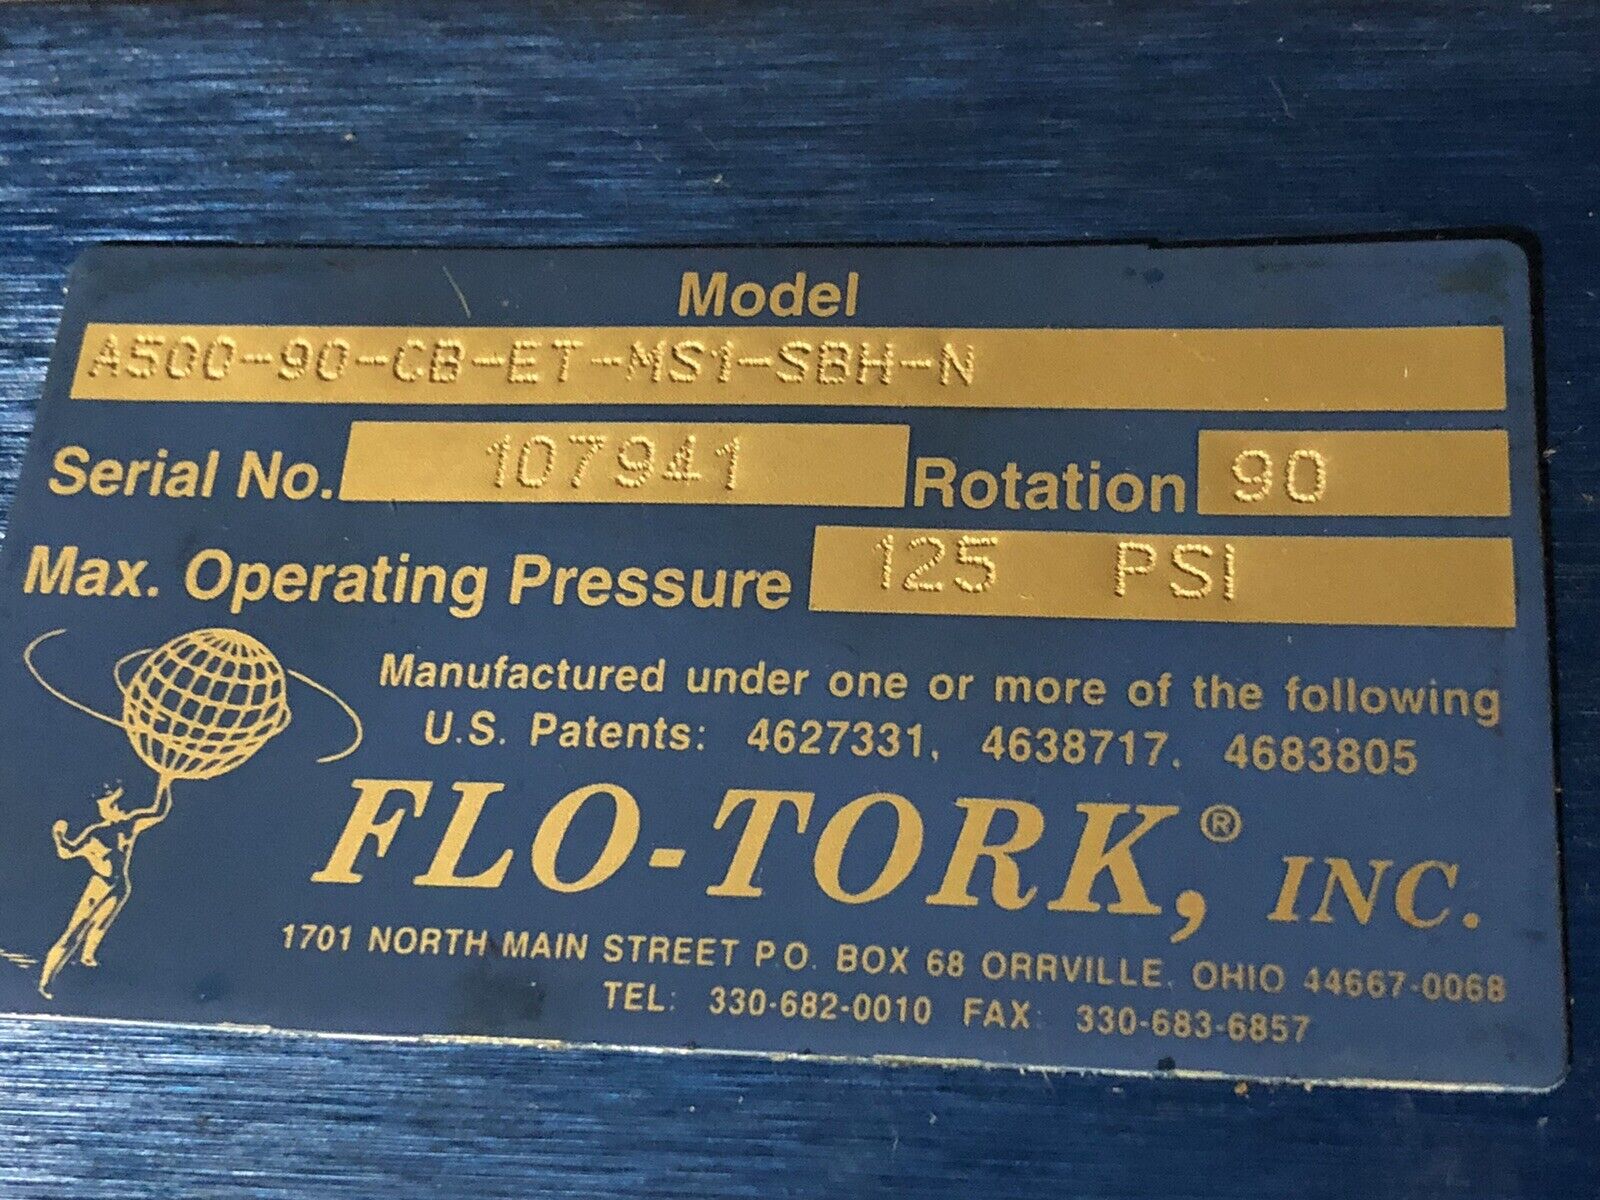 Model
A500-90-CB-ET-MS1-SBH-N
Serial No. 107941 Rotation 90
Max. Operating Pressure 125 PSI
Manufactured under one or more of the following
U.S. Patents: 4627331, 4638717, 4683805
FLO-TORK,® INC.
1701 NORTH MAIN STREET P.O. BOX 68 ORRVILLE, OHIO 44667-0068
TEL: 330-682-0010 FAX: 330-683-6857